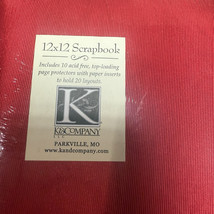 12x12 Scrapbook
Includes 10 acid free, top-loading
page protectors with paper inserts
to hold 20 layouts.
K
K&COMPANY
LLC
PARKVILLE, MO
www.kandcompany.com